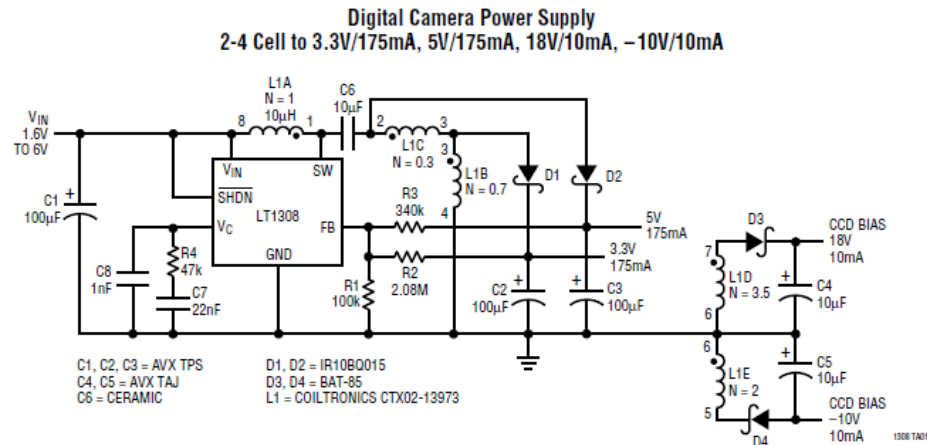 Digital Camera Power Supply
2-4 Cell to 3.3V/175mA, 5V/175mA, 18V/10mA, –10V/10mA
L1A
N = 1
10µH
C6
10µF
VIN
1.6V
TO 6V
8
1
2
3
L1C
N = 0.3
3
L1B
N = 0.7
4
D1
D2
VIN
SW
SHDN
LT1308
VC
FB
GND
C1
+
100µF
R3
340k
R2
2.08M
R1
100k
R4
47k
C8
1nF
C7
22nF
5V
175mA
3.3V
175mA
C2
+
100µF
C3
+
100µF
D3
CCD BIAS
18V
10mA
7
L1D
N = 3.5
6
+
C4
10µF
6
L1E
N = 2
5
+
C5
10µF
D4
CCD BIAS
–10V
10mA
C1, C2, C3 = AVX TPS
C4, C5 = AVX TAJ
C6 = CERAMIC
D1, D2 = IR10BQ015
D3, D4 = BAT-85
L1 = COILTRONICS CTX02-13973
1308 TA01